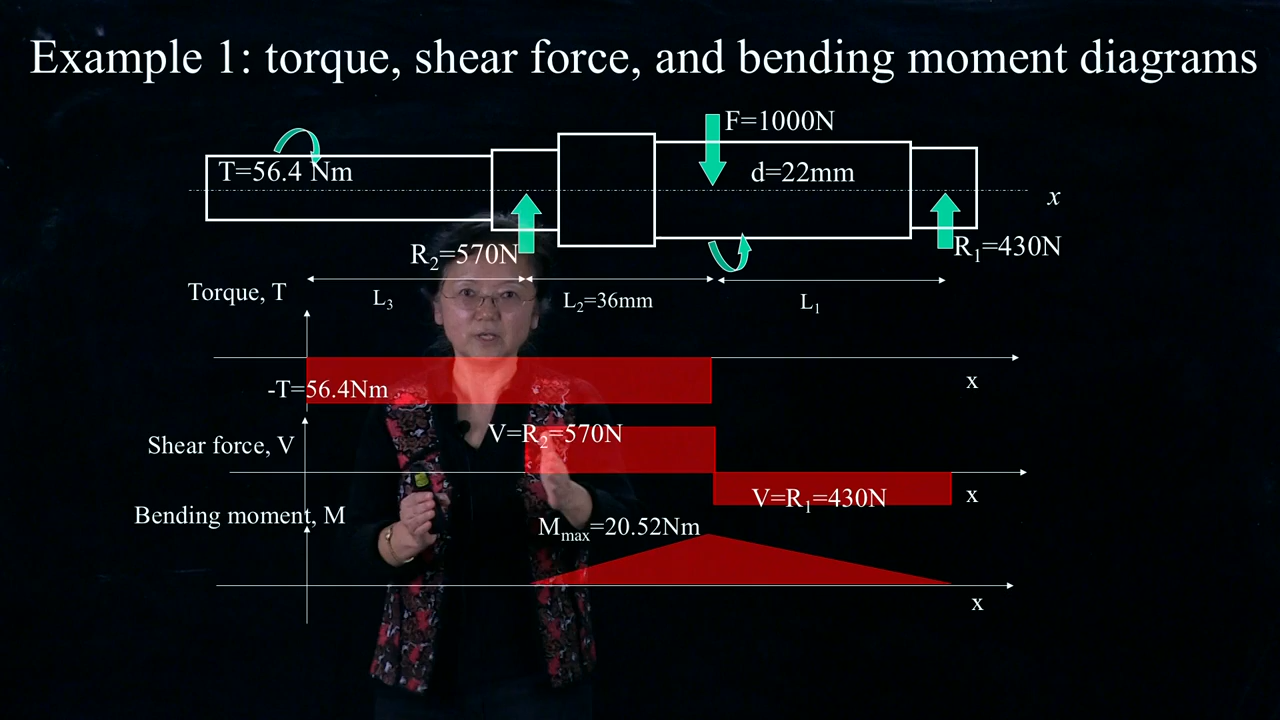 Example 1: torque, shear force, and bending moment diagrams
F=1000N
T=56.4 Nm
d=22mm
x
R2=570N
R1=430N
Torque, T
L3
L2=36mm
L1
x
-T=56.4Nm
V=R2=570N
Shear force, V
x
V=R1=430N
Bending moment, M
Mmax=20.52Nm
x